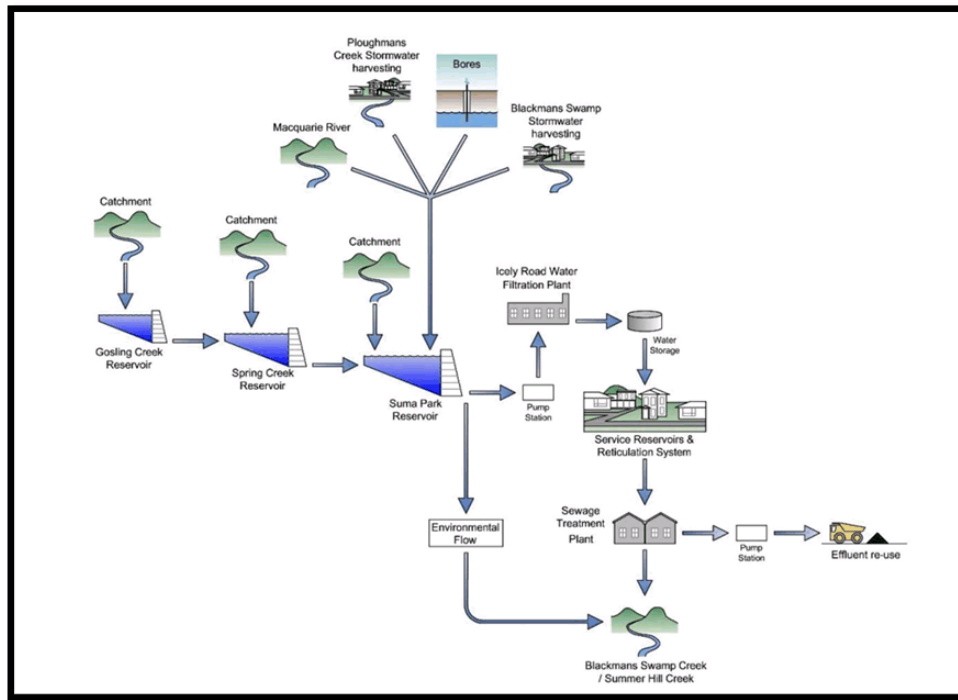 Ploughmans
Creek Stormwater
harvesting
Bores
Blackmans Swamp
Stormwater
harvesting
Macquarie River
Catchment
Catchment
Catchment
Icely Road Water
Filtration Plant
Water
Storage
Gosling Creek
Reservoir
Spring Creek
Reservoir
Suma Park
Reservoir
Pump
Station
Service Reservoirs &
Reticulation System
Environmental
Flow
Sewage
Treatment
Plant
Pump
Station
Effluent re-use
Blackmans Swamp Creek
/ Summer Hill Creek